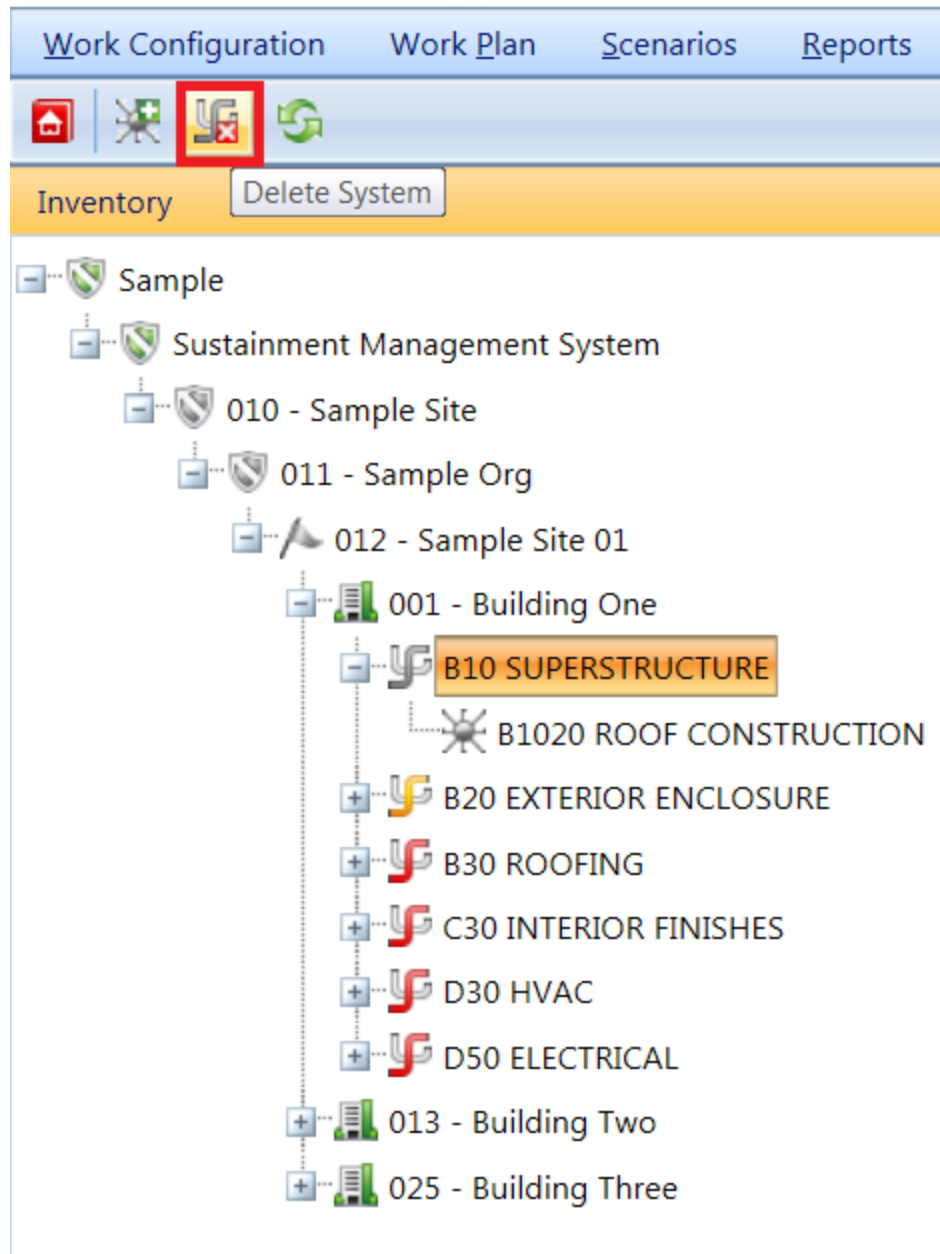 Work Configuration Work Plan Scenarios Reports
Delete System
Inventory
Sample
Sustainment Management System
010 - Sample Site
011 - Sample Org
012 - Sample Site 01
001 - Building One
B10 SUPERSTRUCTURE
B1020 ROOF CONSTRUCTION
B20 EXTERIOR ENCLOSURE
B30 ROOFING
C30 INTERIOR FINISHES
D30 HVAC
D50 ELECTRICAL
013 - Building Two
025 - Building Three